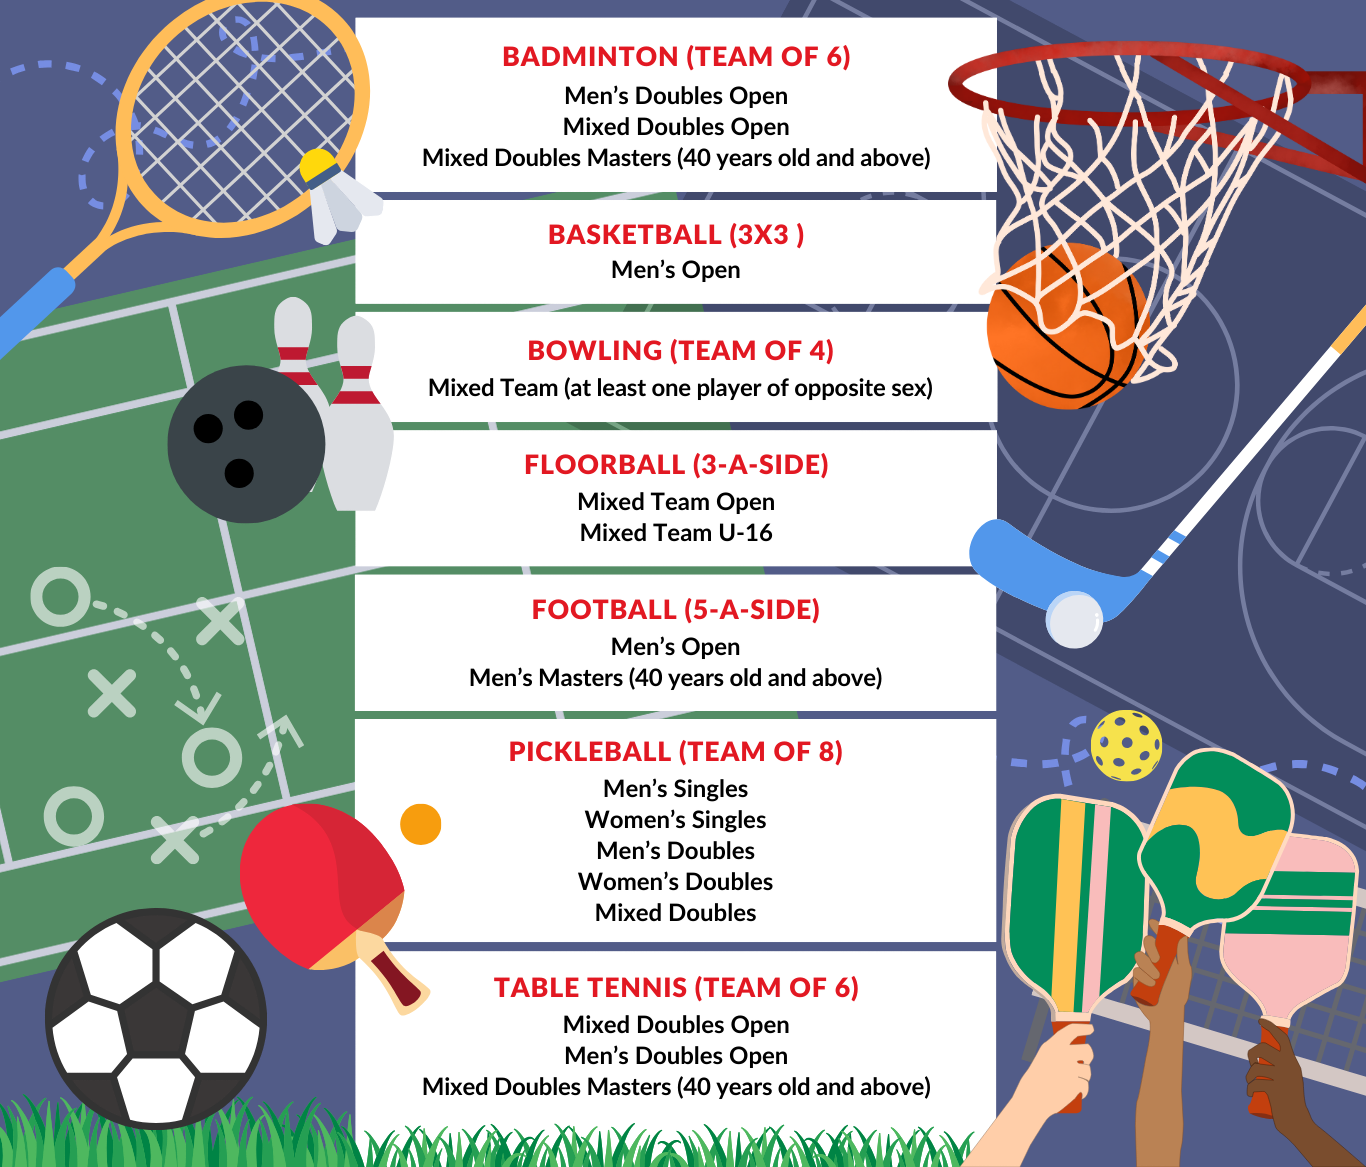 BADMINTON (TEAM OF 6)
Men’s Doubles Open
Mixed Doubles Open
Mixed Doubles Masters (40 years old and above)
BASKETBALL (3X3 )
Men’s Open
BOWLING (TEAM OF 4)
Mixed Team (at least one player of opposite sex)
FLOORBALL (3-A-SIDE)
Mixed Team Open
Mixed Team U-16
FOOTBALL (5-A-SIDE)
Men’s Open
Men’s Masters (40 years old and above)
PICKLEBALL (TEAM OF 8)
Men’s Singles
Women’s Singles
Men’s Doubles
Women’s Doubles
Mixed Doubles
TABLE TENNIS (TEAM OF 6)
Mixed Doubles Open
Men’s Doubles Open
Mixed Doubles Masters (40 years old and above)